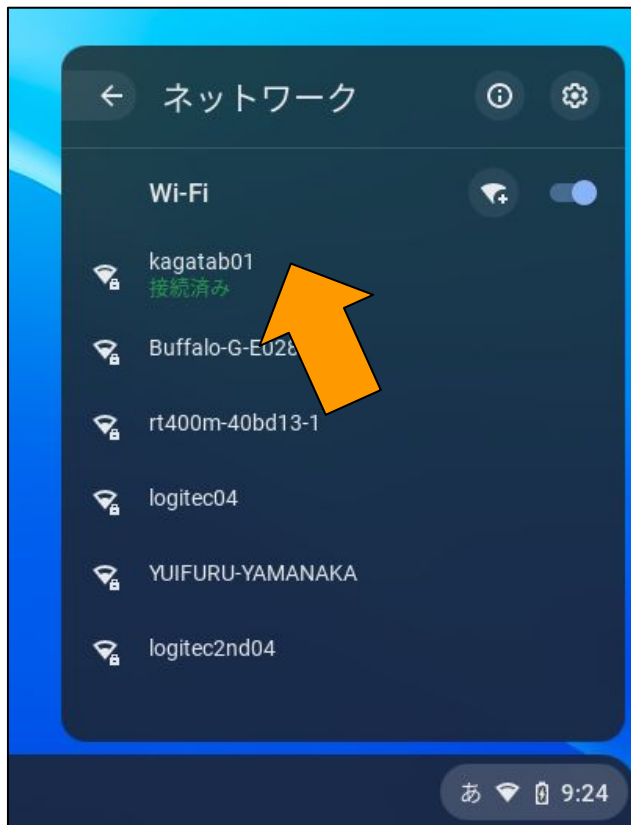 ネットワーク
Wi-Fi
kagatab01
接続済み
Buffalo-G-E028
rt400m-40bd13-1
logitec04
YUIFURU-YAMANAKA
logitec2nd04
あ 9:24